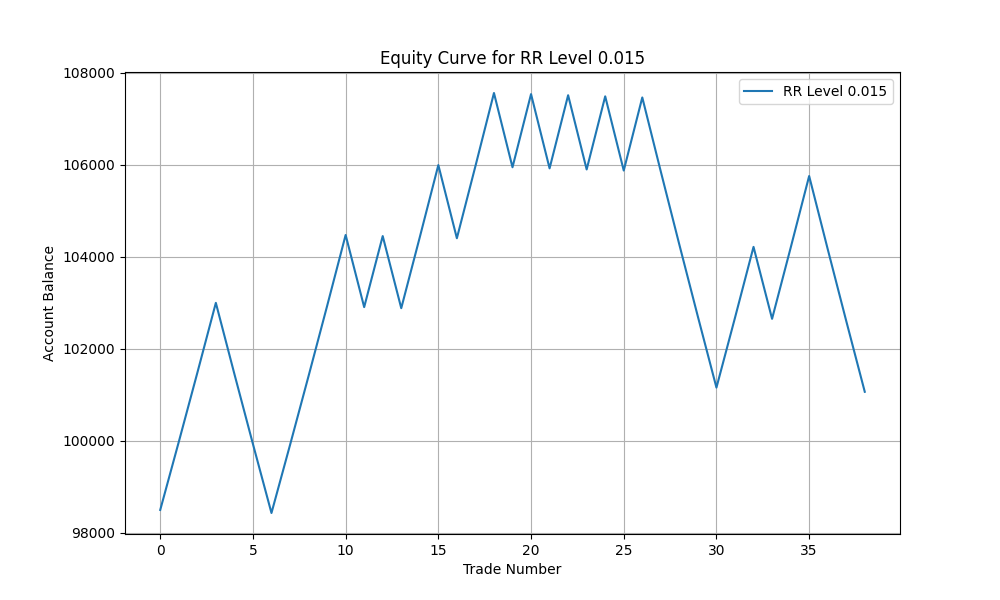 Equity Curve for RR Level 0.015
RR Level 0.015
Account Balance
108000
106000
104000
102000
100000
98000
0 5 10 15 20 25 30 35
Trade Number